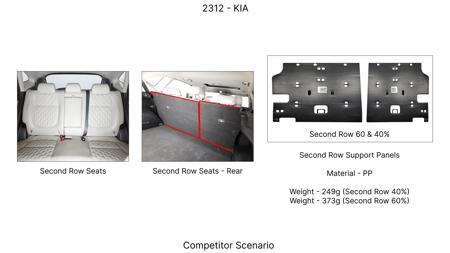 2312 - KIA
Second Row 60 & 40%
Second Row Seats
Second Row Seats - Rear
Second Row Support Panels
Material - PP
Weight - 249g (Second Row 40%)
Weight - 373g (Second Row 60%)
Competitor Scenario